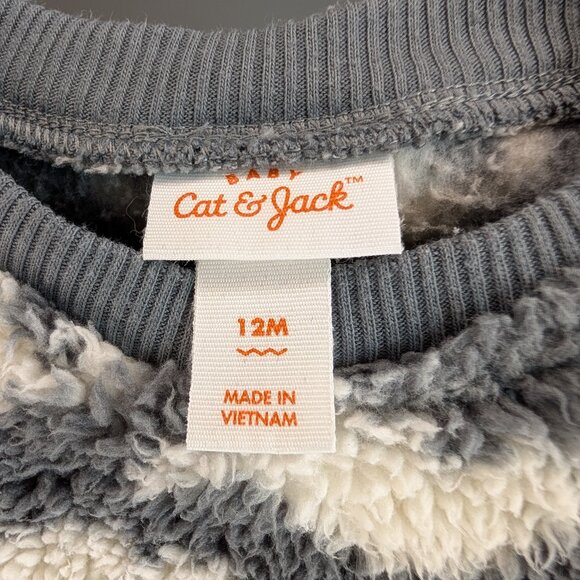 BABY
Cat & Jack™
12M
MADE IN
VIETNAM